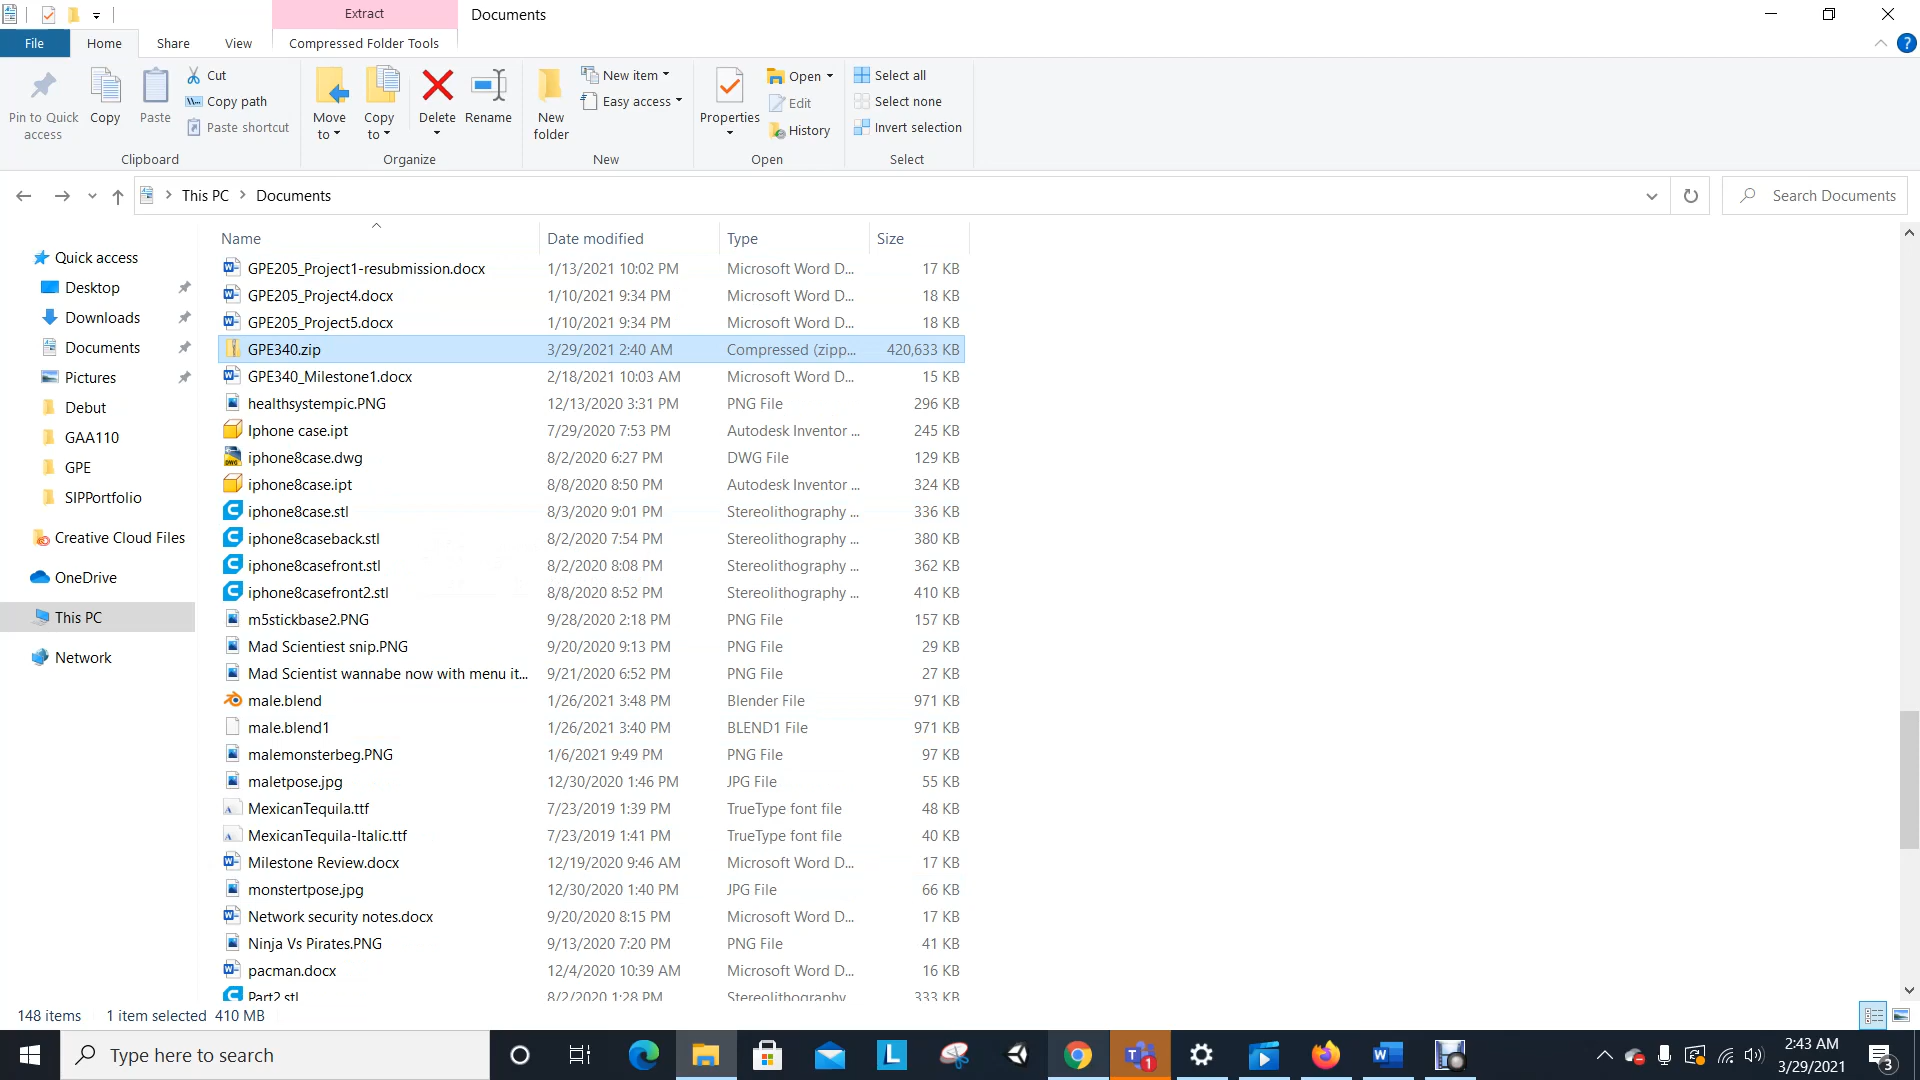 Extract
Documents
File
Home
Share
View
Compressed Folder Tools
Pin to Quick access
Copy
Paste
Cut
Copy path
Paste shortcut
Clipboard
Move to
Copy to
Delete
Rename
Organize
New folder
New item
Easy access
New
Properties
Open
Edit
History
Open
Select all
Select none
Invert selection
Select
This PC
Documents
Search Documents
Quick access
Desktop
Downloads
Documents
Pictures
Debut
GAA110
GPE
SIPPortfolio
Creative Cloud Files
OneDrive
This PC
Network
Name Date modified Type Size
GPE205_Project1-resubmission.docx 1/13/2021 10:02 PM Microsoft Word D... 17 KB
GPE205_Project4.docx 1/10/2021 9:34 PM Microsoft Word D... 18 KB
GPE205_Project5.docx 1/10/2021 9:34 PM Microsoft Word D... 18 KB
GPE340.zip 3/29/2021 2:40 AM Compressed (zipp... 420,633 KB
GPE340_Milestone1.docx 2/18/2021 10:03 AM Microsoft Word D... 15 KB
healthsystempic.PNG 12/13/2020 3:31 PM PNG File 296 KB
Iphone case.ipt 7/29/2020 7:53 PM Autodesk Inventor ... 245 KB
iphone8case.dwg 8/2/2020 6:27 PM DWG File 129 KB
iphone8case.ipt 8/8/2020 8:50 PM Autodesk Inventor ... 324 KB
iphone8case.stl 8/3/2020 9:01 PM Stereolithography ... 336 KB
iphone8caseback.stl 8/2/2020 7:54 PM Stereolithography ... 380 KB
iphone8casefront.stl 8/2/2020 8:08 PM Stereolithography ... 362 KB
iphone8casefront2.stl 8/8/2020 8:52 PM Stereolithography ... 410 KB
m5stickbase2.PNG 9/28/2020 2:18 PM PNG File 157 KB
Mad Scientiest snip.PNG 9/20/2020 9:13 PM PNG File 29 KB
Mad Scientist wannabe now with menu it... 9/21/2020 6:52 PM PNG File 27 KB
male.blend 1/26/2021 3:48 PM Blender File 971 KB
male.blend1 1/26/2021 3:40 PM BLEND1 File 971 KB
malemonsterbeg.PNG 1/6/2021 9:49 PM PNG File 97 KB
maletpose.jpg 12/30/2020 1:46 PM JPG File 55 KB
MexicanTequila.ttf 7/23/2019 1:39 PM TrueType font file 48 KB
MexicanTequila-Italic.ttf 7/23/2019 1:41 PM TrueType font file 40 KB
Milestone Review.docx 12/19/2020 9:46 AM Microsoft Word D... 17 KB
monstertpose.jpg 12/30/2020 1:40 PM JPG File 66 KB
Network security notes.docx 9/20/2020 8:15 PM Microsoft Word D... 17 KB
Ninja Vs Pirates.PNG 9/13/2020 7:20 PM PNG File 41 KB
pacman.docx 12/4/2020 10:39 AM Microsoft Word D... 16 KB
Part2.stl 8/2/2020 1:28 PM Stereolithography 333 KB
148 items 1 item selected 410 MB
Type here to search
2:43 AM
3/29/2021
3